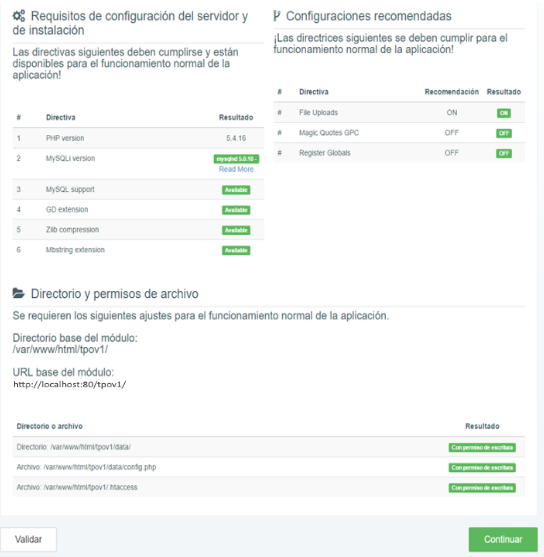 Requisitos de configuración del servidor y
de instalación
Las directivas siguientes deben cumplirse y están
disponibles para el funcionamiento normal de la
aplicación!
# Directiva Resultado
1 PHP version 5.4.16
2 MySQLi version mysqlnd 5.0.10 -
Read More
3 MySQL support Available
4 GD extension Available
5 Zlib compression Available
6 Mbstring extension Available
Configuraciones recomendadas
¡Las directrices siguientes se deben cumplir para el
funcionamiento normal de la aplicación!
# Directiva Recomendación Resultado
# File Uploads ON ON
# Magic Quotes GPC OFF OFF
# Register Globals OFF OFF
Directorio y permisos de archivo
Se requieren los siguientes ajustes para el funcionamiento normal de la aplicación.
Directorio base del módulo:
/var/www/html/tpov1/
URL base del módulo:
http://localhost:80/tpov1/
Directorio o archivo Resultado
Directorio: /var/www/html/tpov1/data/ Con permiso de escritura
Archivo: /var/www/html/tpov1/data/config.php Con permiso de escritura
Archivo: /var/www/html/tpov1/.htaccess Con permiso de escritura
Validar Continuar